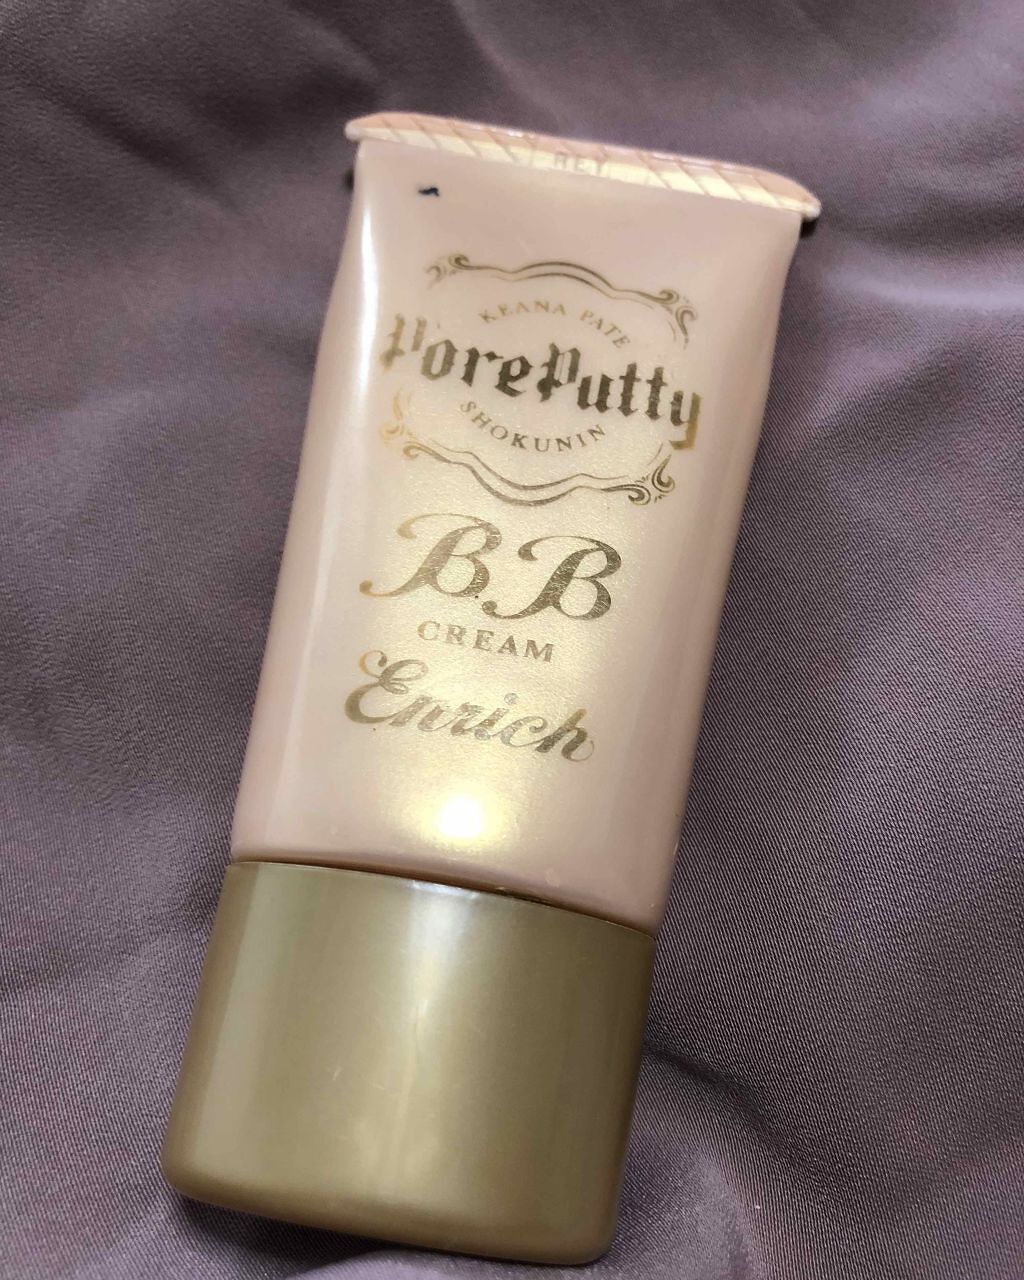 KEANA PATE
PorePutty
SHOKUNIN
B.B
CREAM
Enrich